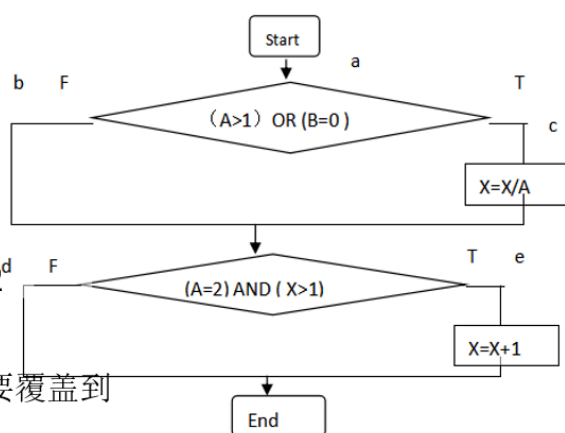 Start
a
b F T
（A>1）OR (B=0 )
c
X=X/A
d F T e
(A=2) AND ( X>1)
X=X+1
要覆盖到
End